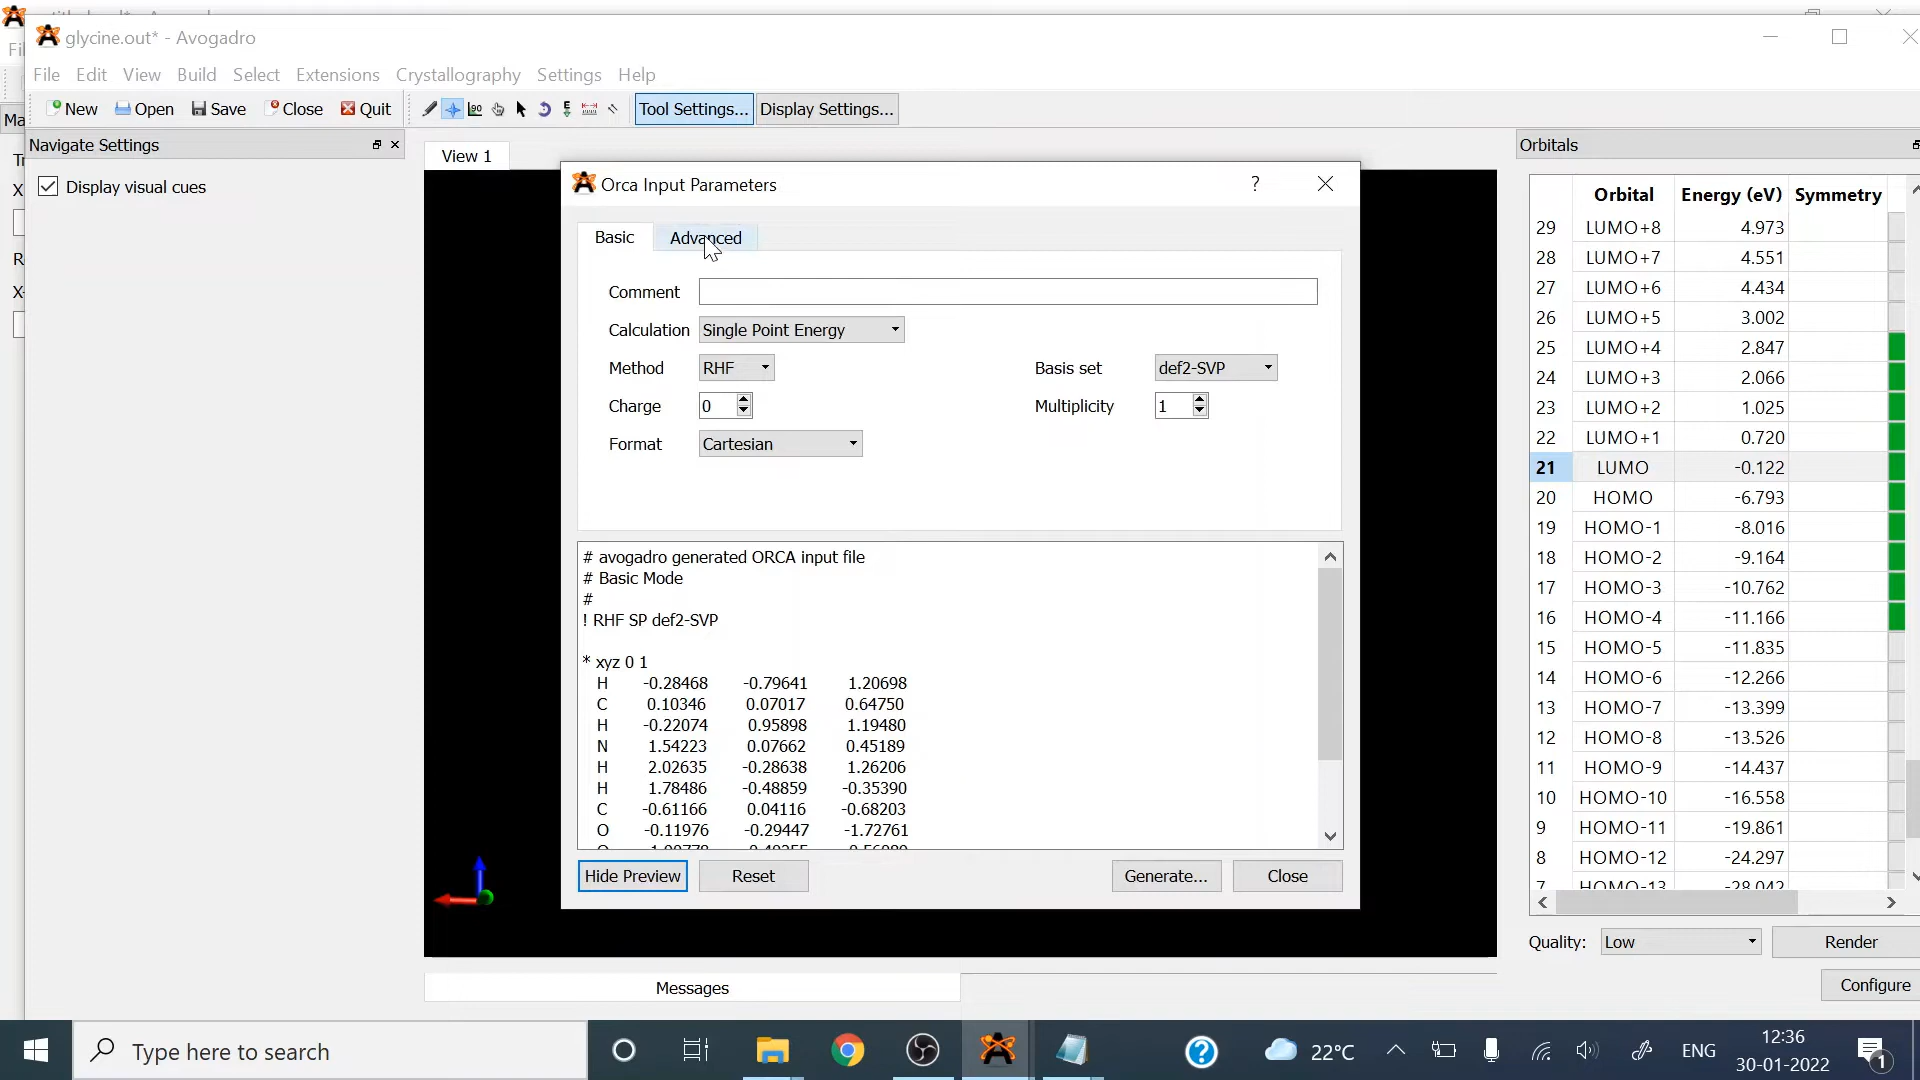 glycine.out* - Avogadro
File Edit View Build Select Extensions Crystallography Settings Help
New Open Save Close Quit Tool Settings... Display Settings...
Navigate Settings
Display visual cues
View 1
Orca Input Parameters
?
Basic Advanced
Comment
Calculation Single Point Energy
Method RHF Basis set def2-SVP
Charge 0 Multiplicity 1
Format Cartesian
# avogadro generated ORCA input file
# Basic Mode
#
! RHF SP def2-SVP
* xyz 0 1
H -0.28468 -0.79641 1.20698
C 0.10346 0.07017 0.64750
H -0.22074 0.95898 1.19480
N 1.54223 0.07662 0.45189
H 2.02635 -0.28638 1.26206
H 1.78486 -0.48859 -0.35390
C -0.61166 0.04116 -0.68203
O -0.11976 -0.29447 -1.72761
Hide Preview Reset Generate... Close
Orbitals
Orbital Energy (eV) Symmetry
29 LUMO+8 4.973
28 LUMO+7 4.551
27 LUMO+6 4.434
26 LUMO+5 3.002
25 LUMO+4 2.847
24 LUMO+3 2.066
23 LUMO+2 1.025
22 LUMO+1 0.720
21 LUMO -0.122
20 HOMO -6.793
19 HOMO-1 -8.016
18 HOMO-2 -9.164
17 HOMO-3 -10.762
16 HOMO-4 -11.166
15 HOMO-5 -11.835
14 HOMO-6 -12.266
13 HOMO-7 -13.399
12 HOMO-8 -13.526
11 HOMO-9 -14.437
10 HOMO-10 -16.558
9 HOMO-11 -19.861
8 HOMO-12 -24.297
7 HOMO-13 -28.042
Quality: Low Render
Configure
Messages
Type here to search
22°C
ENG
12:36
30-01-2022
1